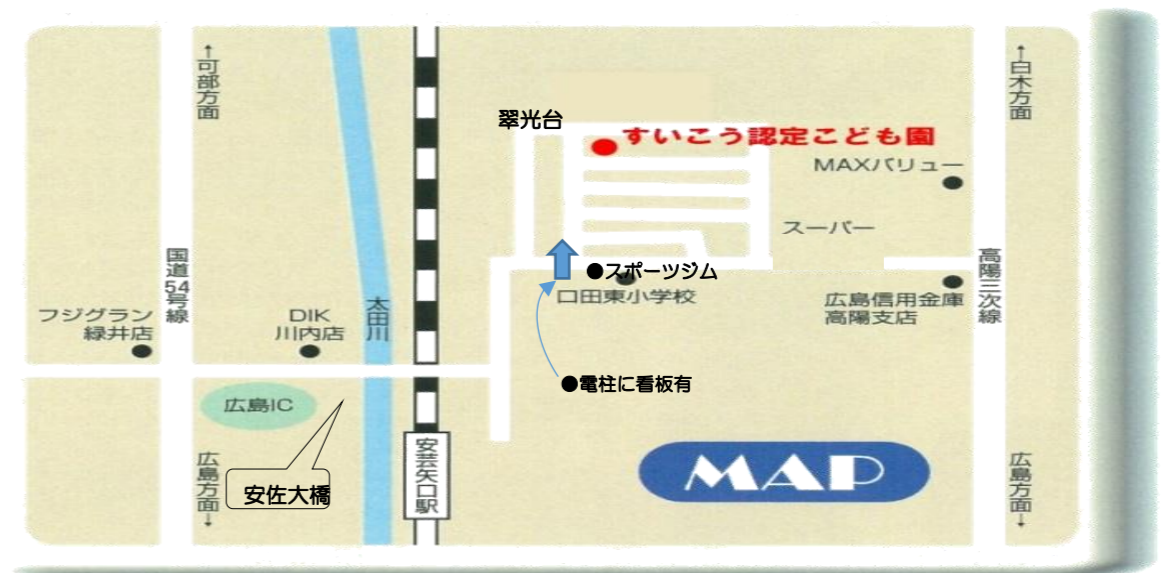 ↑可部方面
↑白木方面
翠光台
すいこう認定こども園
MAXバリュー
スーパー
国道54号線
高陽三次線
●スポーツジム
口田東小学校
広島信用金庫
高陽支店
太田川
フジグラン
緑井店
DIK
川内店
●電柱に看板有
広島IC
安佐大橋
安芸矢口駅
MAP
広島方面↓
広島方面↓